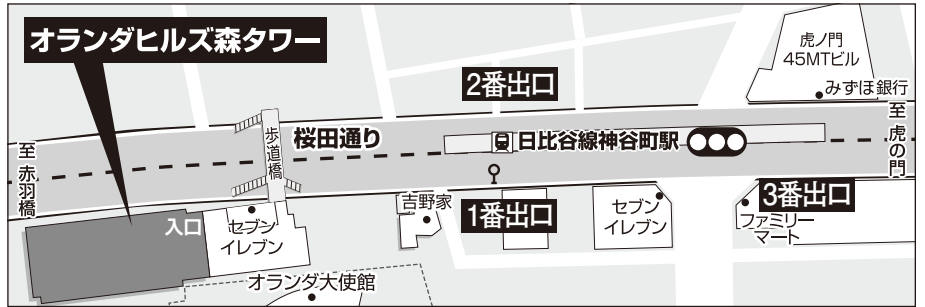 オランダヒルズ森タワー
虎ノ門
45MTビル
みずほ銀行
2番出口
至 虎の門
歩道橋
桜田通り
日比谷線神谷町駅
至 赤羽橋
入口
セブン
イレブン
吉野家
1番出口
セブン
イレブン
3番出口
ファミリー
マート
オランダ大使館